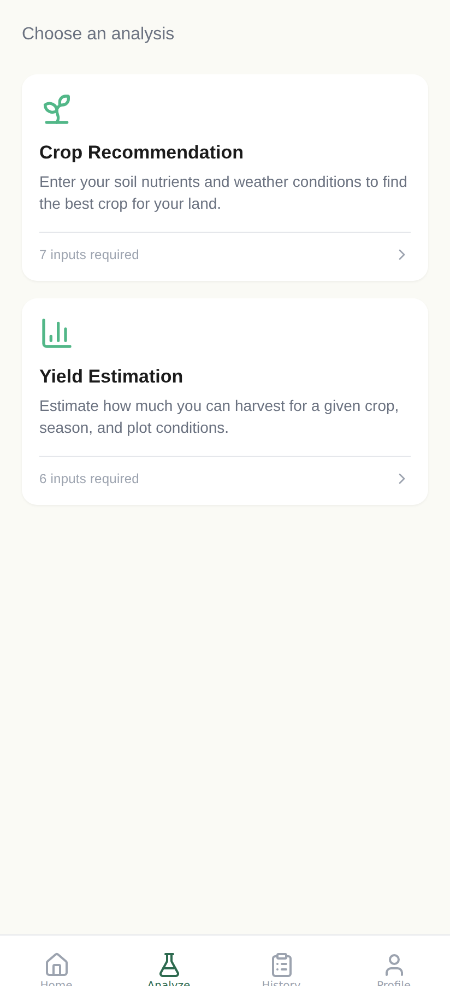 Choose an analysis
Crop Recommendation
Enter your soil nutrients and weather conditions to find
the best crop for your land.
7 inputs required
Yield Estimation
Estimate how much you can harvest for a given crop,
season, and plot conditions.
6 inputs required
Home
Analyze
History
Profile